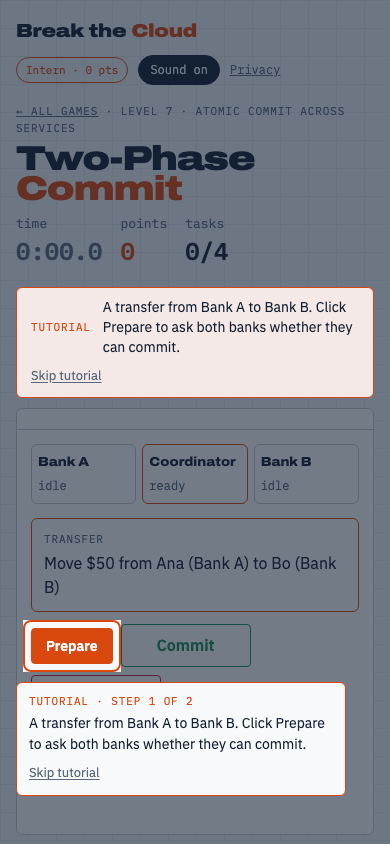 Break the Cloud
Intern · 0 pts
Sound on
Privacy
← ALL GAMES · LEVEL 7 · ATOMIC COMMIT ACROSS
SERVICES
Two-Phase
Commit
time points tasks
0:00.0 0 0/4
TUTORIAL
A transfer from Bank A to Bank B. Click
Prepare to ask both banks whether they
can commit.
Skip tutorial
Bank A Coordinator Bank B
idle ready idle
TRANSFER
Move $50 from Ana (Bank A) to Bo (Bank
B)
Prepare Commit
TUTORIAL · STEP 1 OF 2
A transfer from Bank A to Bank B. Click Prepare
to ask both banks whether they can commit.
Skip tutorial